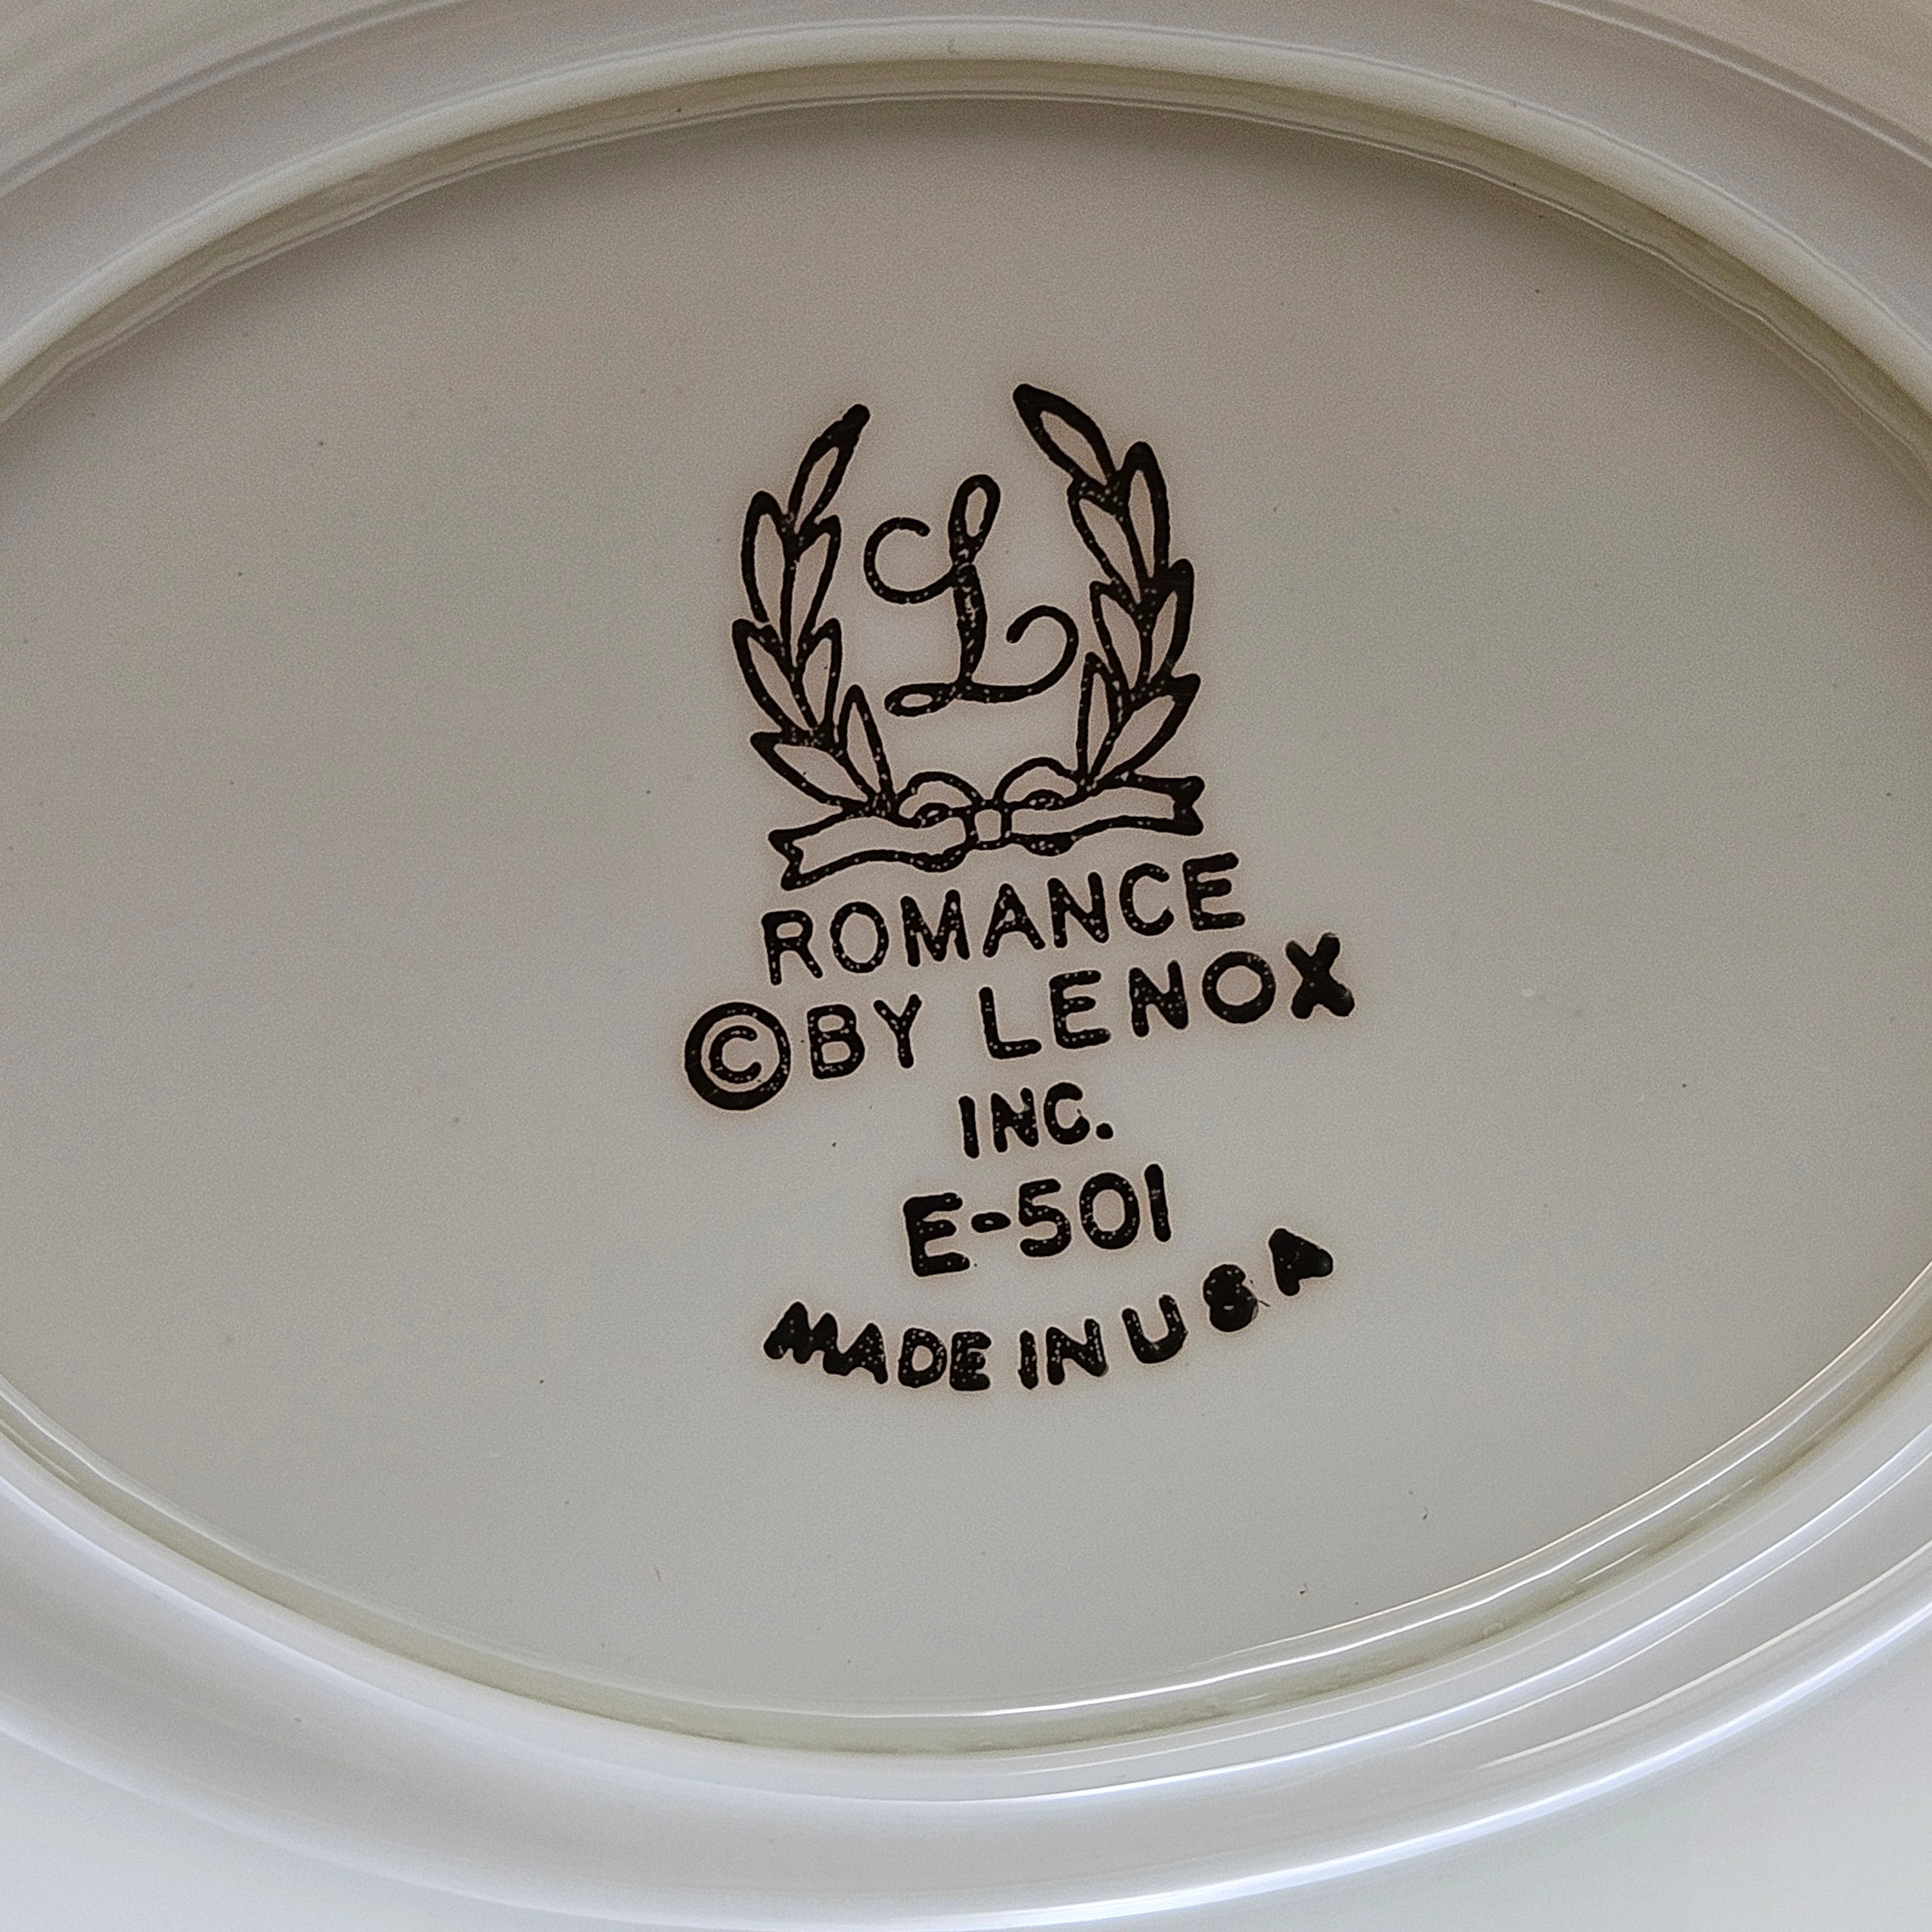 L
ROMANCE
©BY LENOX
INC.
E-501
MADE IN USA